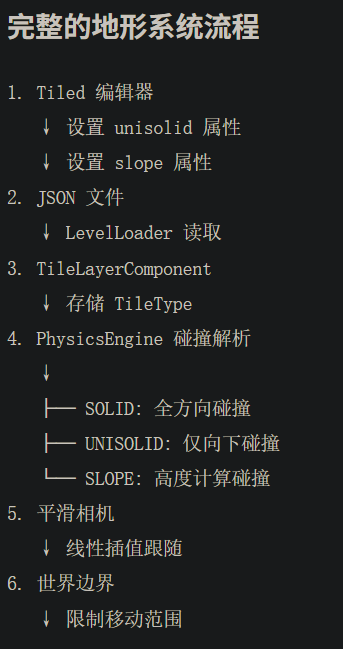 完整的地形系统流程
1. Tiled 编辑器
↓ 设置 unisolid 属性
↓ 设置 slope 属性
2. JSON 文件
↓ LevelLoader 读取
3. TileLayerComponent
↓ 存储 TileType
4. PhysicsEngine 碰撞解析
↓
├── SOLID: 全方向碰撞
├── UNISOLID: 仅向下碰撞
└── SLOPE: 高度计算碰撞
5. 平滑相机
↓ 线性插值跟随
6. 世界边界
↓ 限制移动范围